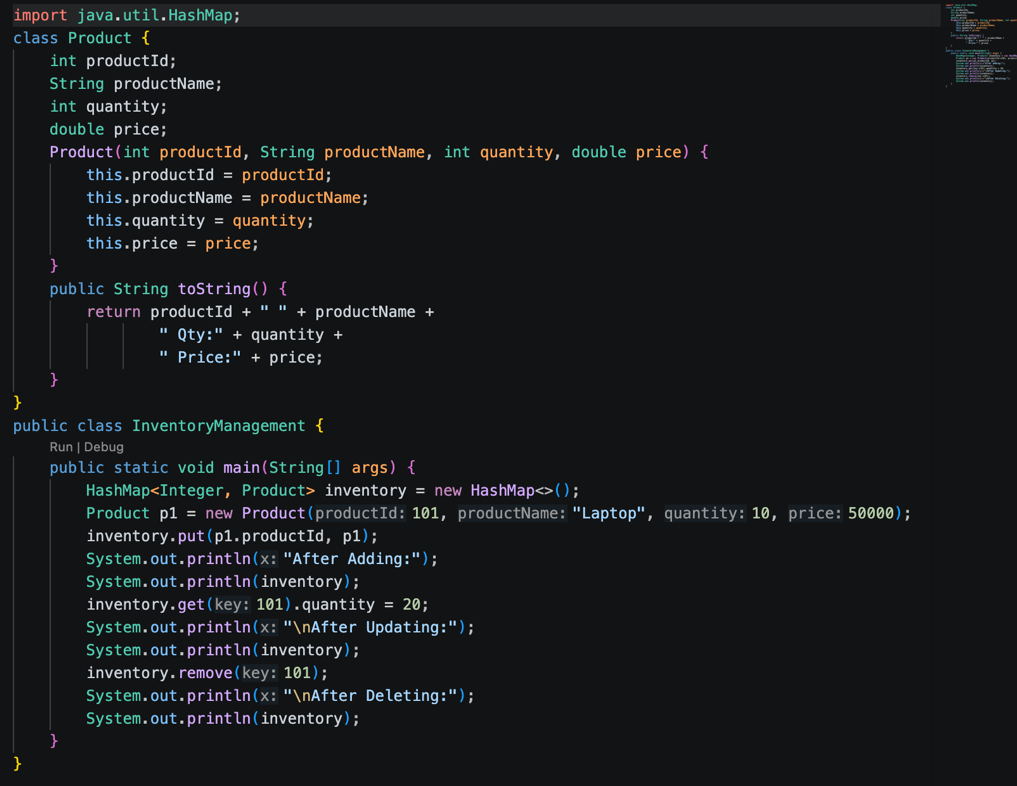 import java.util.HashMap;
class Product {
    int productId;
    String productName;
    int quantity;
    double price;
    Product(int productId, String productName, int quantity, double price) {
        this.productId = productId;
        this.productName = productName;
        this.quantity = quantity;
        this.price = price;
    }
    public String toString() {
        return productId + " " + productName +
                " Qty:" + quantity +
                " Price:" + price;
    }
}
public class InventoryManagement {
    Run | Debug
    public static void main(String[] args) {
        HashMap<Integer, Product> inventory = new HashMap<>();
        Product p1 = new Product(productId: 101, productName: "Laptop", quantity: 10, price: 50000);
        inventory.put(p1.productId, p1);
        System.out.println(x: "After Adding:");
        System.out.println(inventory);
        inventory.get(key: 101).quantity = 20;
        System.out.println(x: "\nAfter Updating:");
        System.out.println(inventory);
        inventory.remove(key: 101);
        System.out.println(x: "\nAfter Deleting:");
        System.out.println(inventory);
    }
}